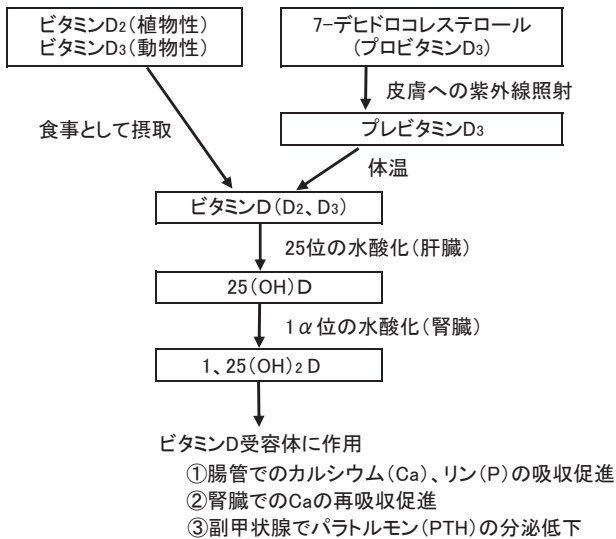 ビタミンD₂(植物性)
ビタミンD₃(動物性)
7-デヒドロコレステロール
(プロビタミンD₃)
皮膚への紫外線照射
食事として摂取
プレビタミンD₃
体温
ビタミンD(D₂、D₃)
25位の水酸化(肝臓)
25(OH)D
1α位の水酸化(腎臓)
1、25(OH)₂D
ビタミンD受容体に作用
①腸管でのカルシウム(Ca)、リン(P)の吸収促進
②腎臓でのCaの再吸収促進
③副甲状腺でパラトルモン(PTH)の分泌低下